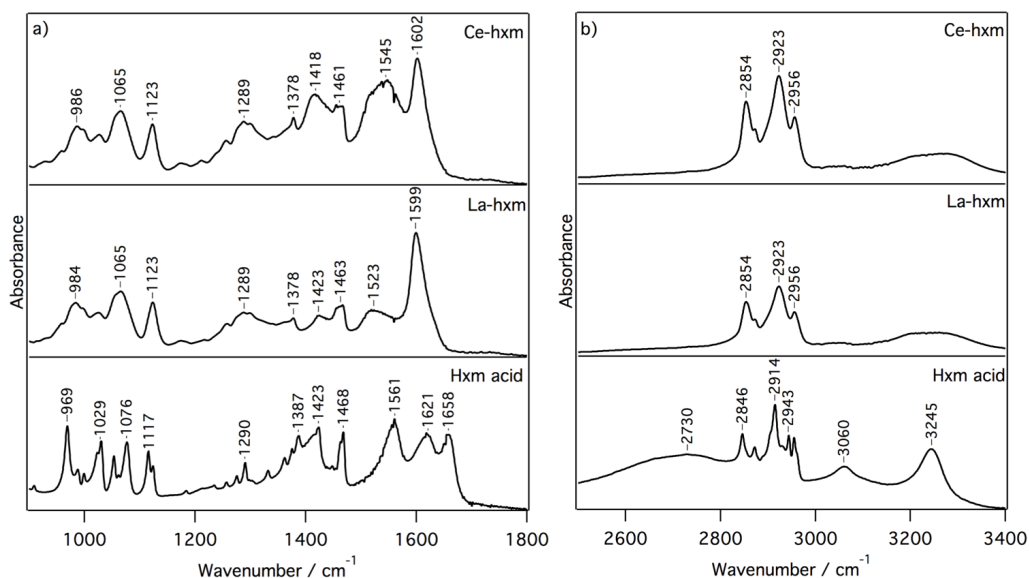 a)
Ce-hxm
986
1065
1123
1289
1378
1418
1461
1545
1602
La-hxm
984
1065
1123
1289
1378
1423
1463
1523
1599
Hxm acid
969
1029
1076
1117
1290
1387
1423
1468
1561
1621
1658
Absorbance
1000 1200 1400 1600 1800
Wavenumber / cm⁻¹
b)
Ce-hxm
2854
2923
2956
La-hxm
2854
2923
2956
Hxm acid
2730
2846
2914
2943
3060
3245
Absorbance
2600 2800 3000 3200 3400
Wavenumber / cm⁻¹